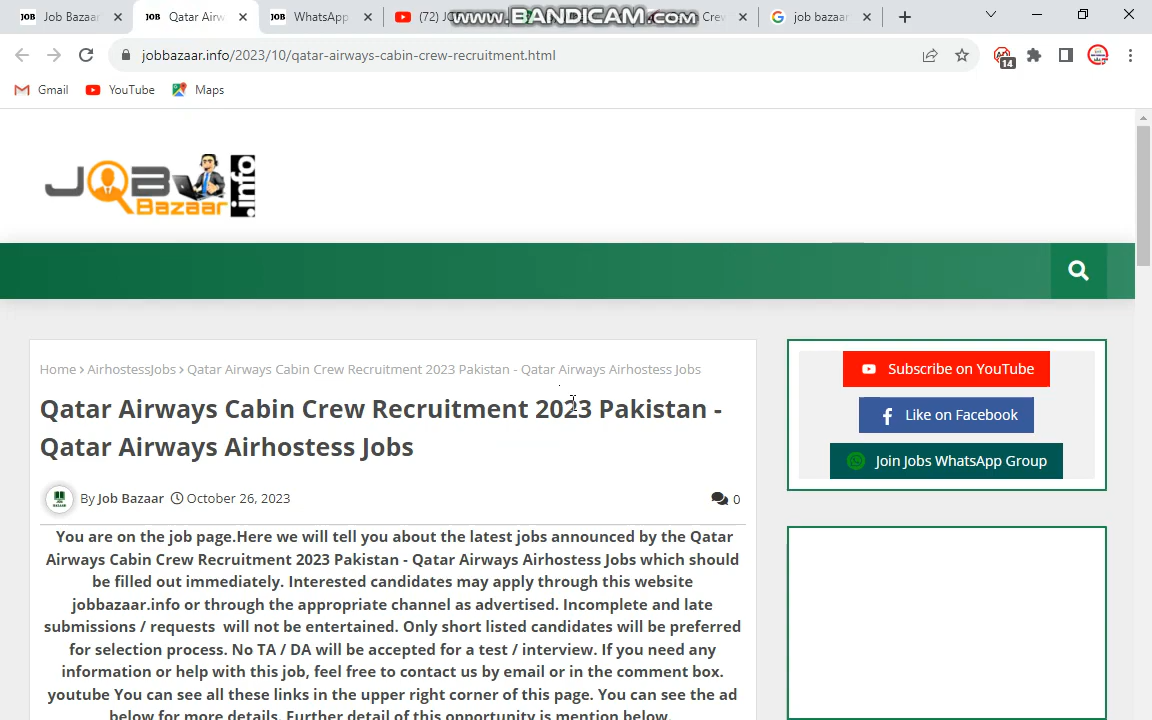 JOB Job Bazaa
JOB Qatar Airw
JOB WhatsApp
(72) JO
www.BANDICAM.com
Crew
job bazaar
jobbazaar.info/2023/10/qatar-airways-cabin-crew-recruitment.html
14
Gmail YouTube Maps
JOB
Bazaar
.info
Home › AirhostessJobs › Qatar Airways Cabin Crew Recruitment 2023 Pakistan - Qatar Airways Airhostess Jobs
Qatar Airways Cabin Crew Recruitment 2023 Pakistan -
Qatar Airways Airhostess Jobs
By Job Bazaar October 26, 2023 0
You are on the job page.Here we will tell you about the latest jobs announced by the Qatar
Airways Cabin Crew Recruitment 2023 Pakistan - Qatar Airways Airhostess Jobs which should
be filled out immediately. Interested candidates may apply through this website
jobbazaar.info or through the appropriate channel as advertised. Incomplete and late
submissions / requests will not be entertained. Only short listed candidates will be preferred
for selection process. No TA / DA will be accepted for a test / interview. If you need any
information or help with this job, feel free to contact us by email or in the comment box.
youtube You can see all these links in the upper right corner of this page. You can see the ad
below for more details. Further detail of this opportunity is mention below.
Subscribe on YouTube
Like on Facebook
Join Jobs WhatsApp Group